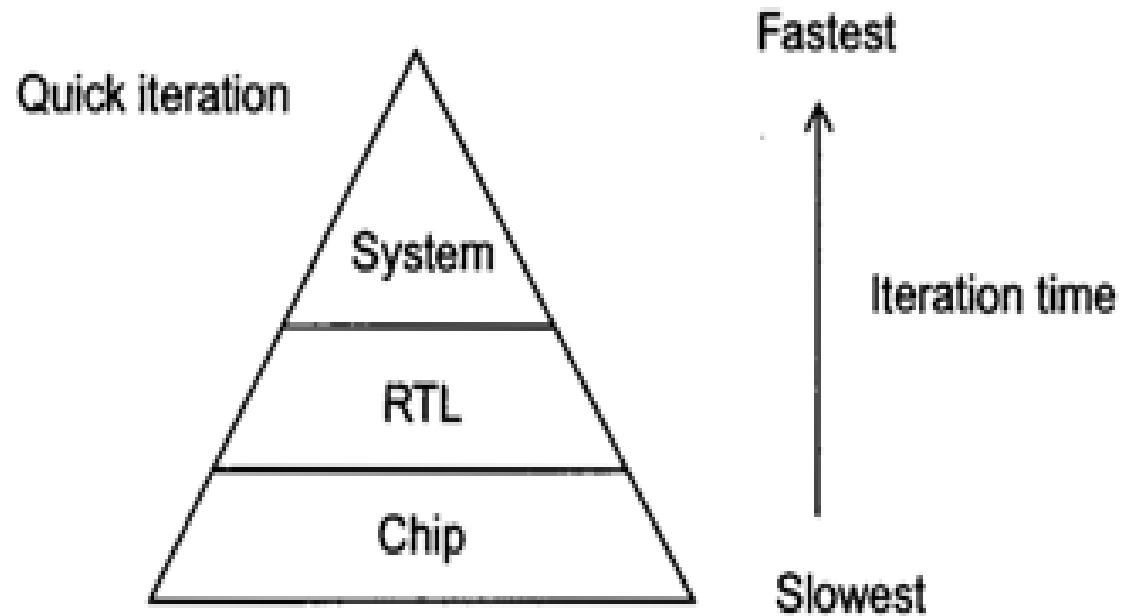 Fastest
Quick iteration
System
Iteration time
RTL
Chip
Slowest